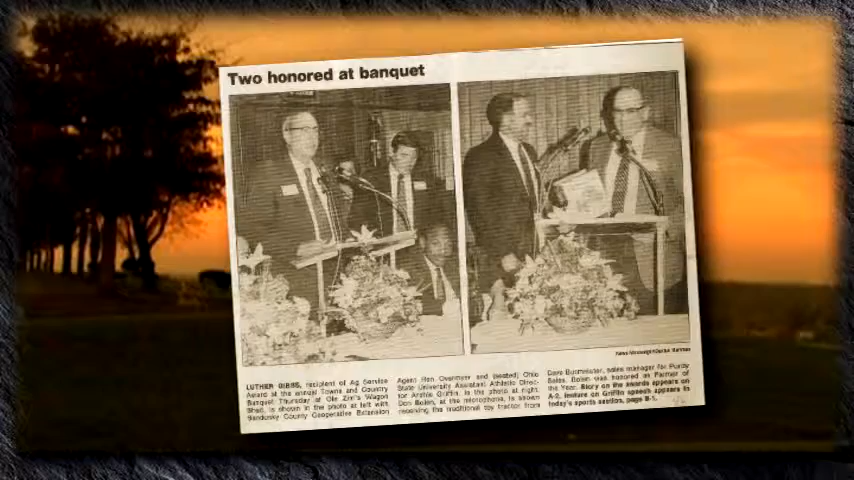 Two honored at banquet
LUTHER GIBBS, recipient of Ag Service
Award at the annual Towns and Country
Banquet Thursday at Ole Zim's Wagon
Shed, is shown in the photo at left with
Sandusky County Cooperative Extension
Agent Ron Overmyer and (seated) Ohio
State University Assistant Athletic Direc-
tor Archie Griffin. In the photo at right,
Don Bolen, at the microphone, is shown
receiving the traditional toy tractor from
Dave Burmeister, sales manager for Purdy
Sales. Bolen was honored as Farmer of
the Year. Story on the awards appears on
A-2, feature on Griffin speech appears in
today's sports section, page B-1.